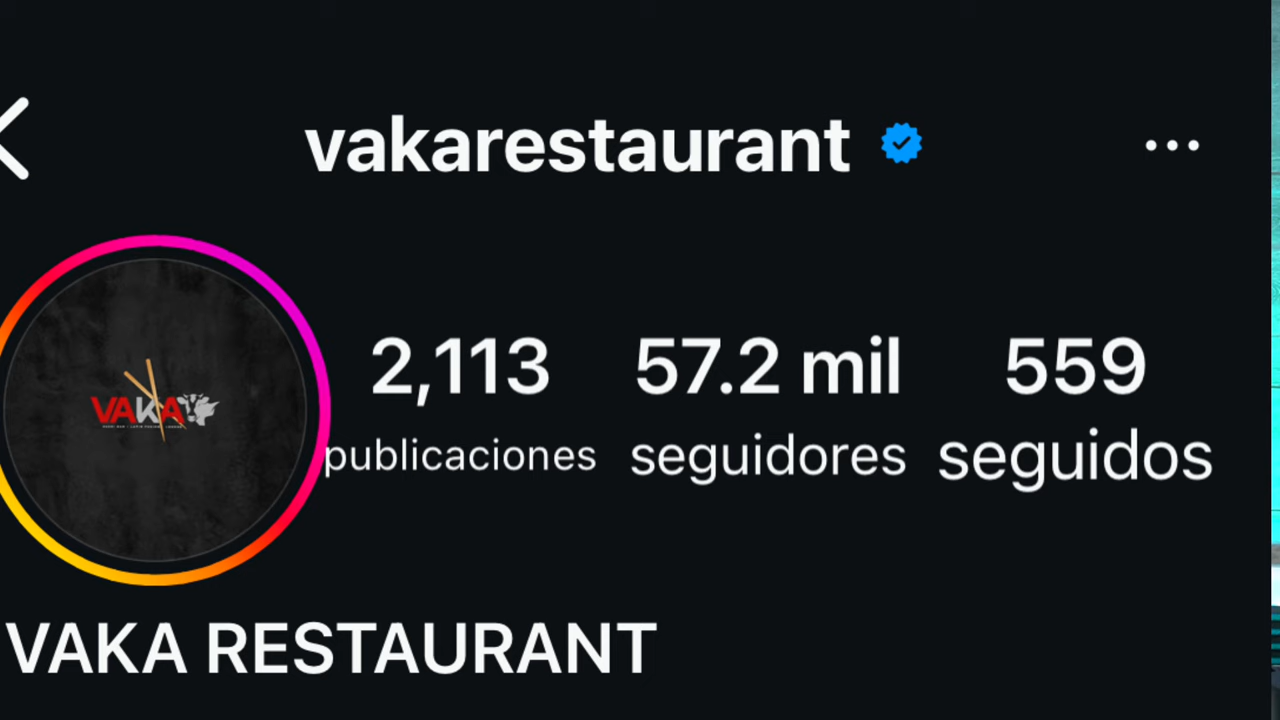 vakarestaurant
VAKA
2,113 57.2 mil 559
publicaciones seguidores seguidos
VAKA RESTAURANT